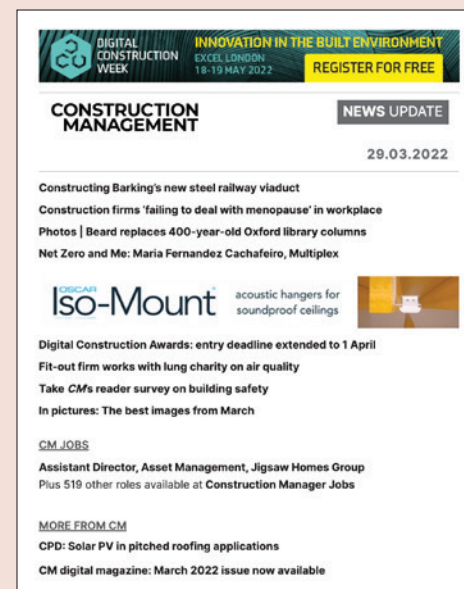 DIGITAL
CONSTRUCTION
WEEK
INNOVATION IN THE BUILT ENVIRONMENT
EXCEL LONDON
18-19 MAY 2022
REGISTER FOR FREE
CONSTRUCTION
MANAGEMENT
NEWS UPDATE
29.03.2022
Constructing Barking's new steel railway viaduct
Construction firms 'failing to deal with menopause' in workplace
Photos | Beard replaces 400-year-old Oxford library columns
Net Zero and Me: Maria Fernandez Cachafeiro, Multiplex
OSCAR
Iso-Mount
acoustic hangers for
soundproof ceilings
Digital Construction Awards: entry deadline extended to 1 April
Fit-out firm works with lung charity on air quality
Take CM's reader survey on building safety
In pictures: The best images from March
CM JOBS
Assistant Director, Asset Management, Jigsaw Homes Group
Plus 519 other roles available at Construction Manager Jobs
MORE FROM CM
CPD: Solar PV in pitched roofing applications
CM digital magazine: March 2022 issue now available